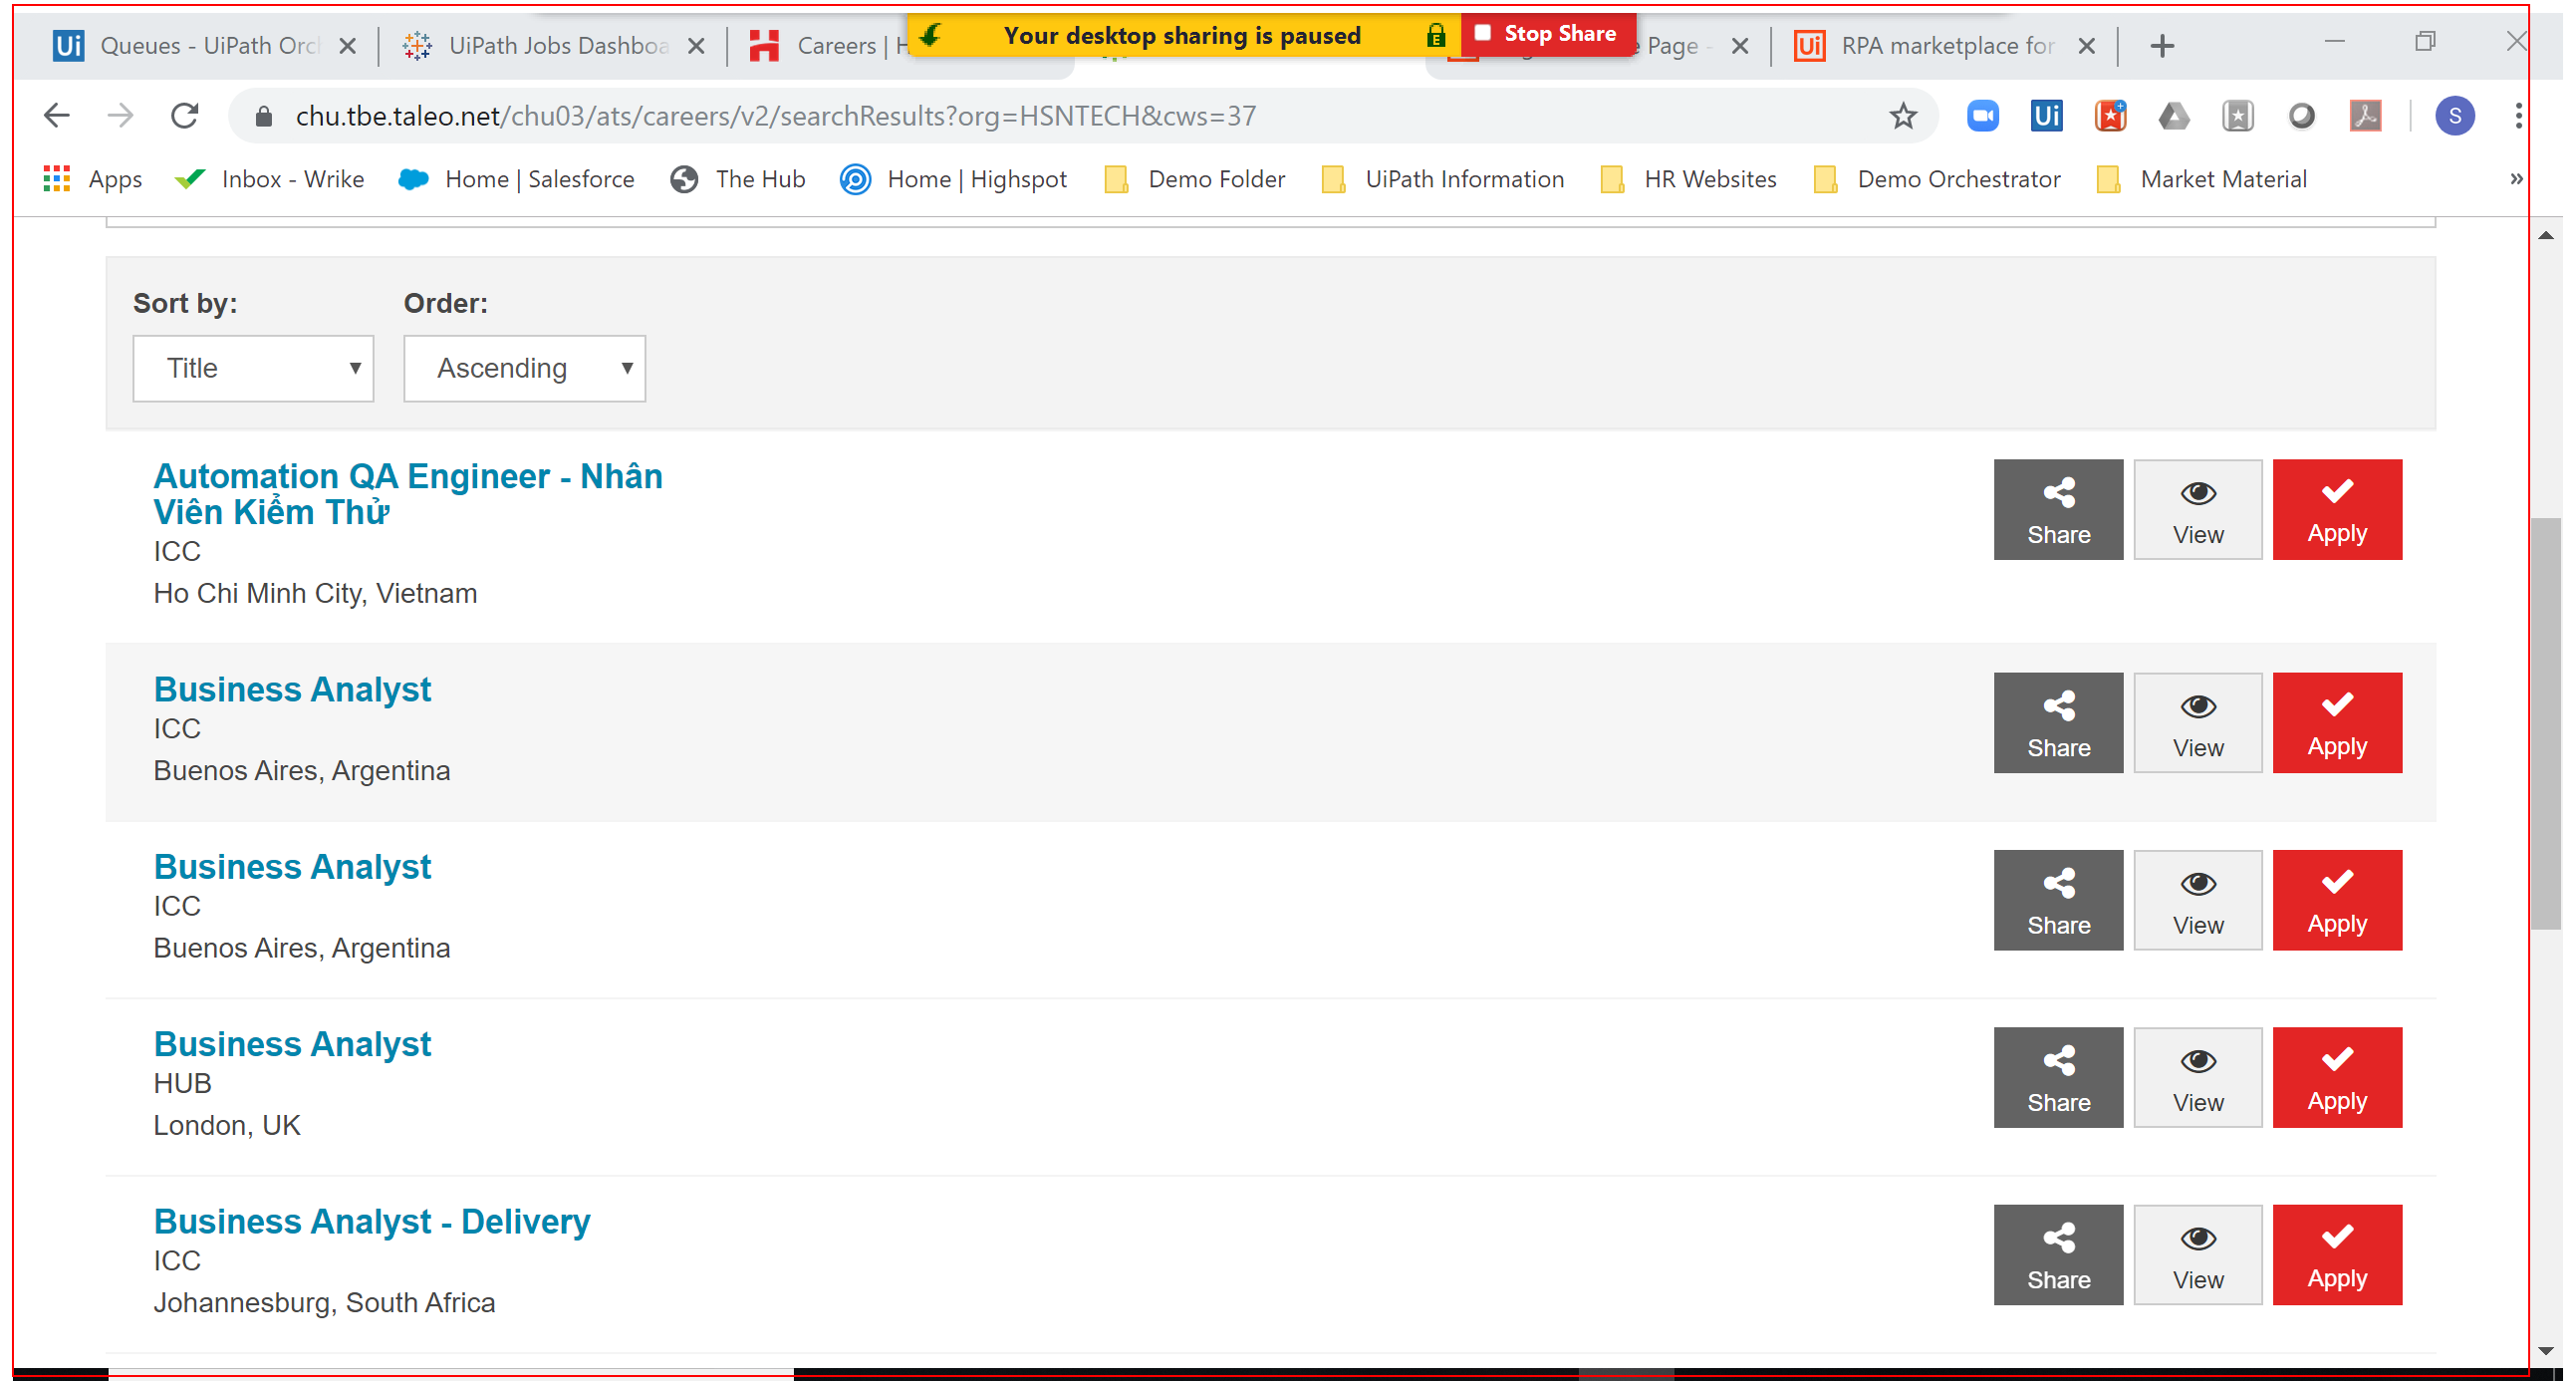 Queues - UiPath Orc
UiPath Jobs Dashboa
Careers | H
Your desktop sharing is paused
Stop Share
Page -
RPA marketplace for
chu.tbe.taleo.net/chu03/ats/careers/v2/searchResults?org=HSNTECH&cws=37
S
Apps
Inbox - Wrike
Home | Salesforce
The Hub
Home | Highspot
Demo Folder
UiPath Information
HR Websites
Demo Orchestrator
Market Material
»
Sort by:
Order:
Title
Ascending
Automation QA Engineer - Nhân
Viên Kiểm Thử
ICC
Ho Chi Minh City, Vietnam
Share
View
Apply
Business Analyst
ICC
Buenos Aires, Argentina
Share
View
Apply
Business Analyst
ICC
Buenos Aires, Argentina
Share
View
Apply
Business Analyst
HUB
London, UK
Share
View
Apply
Business Analyst - Delivery
ICC
Johannesburg, South Africa
Share
View
Apply